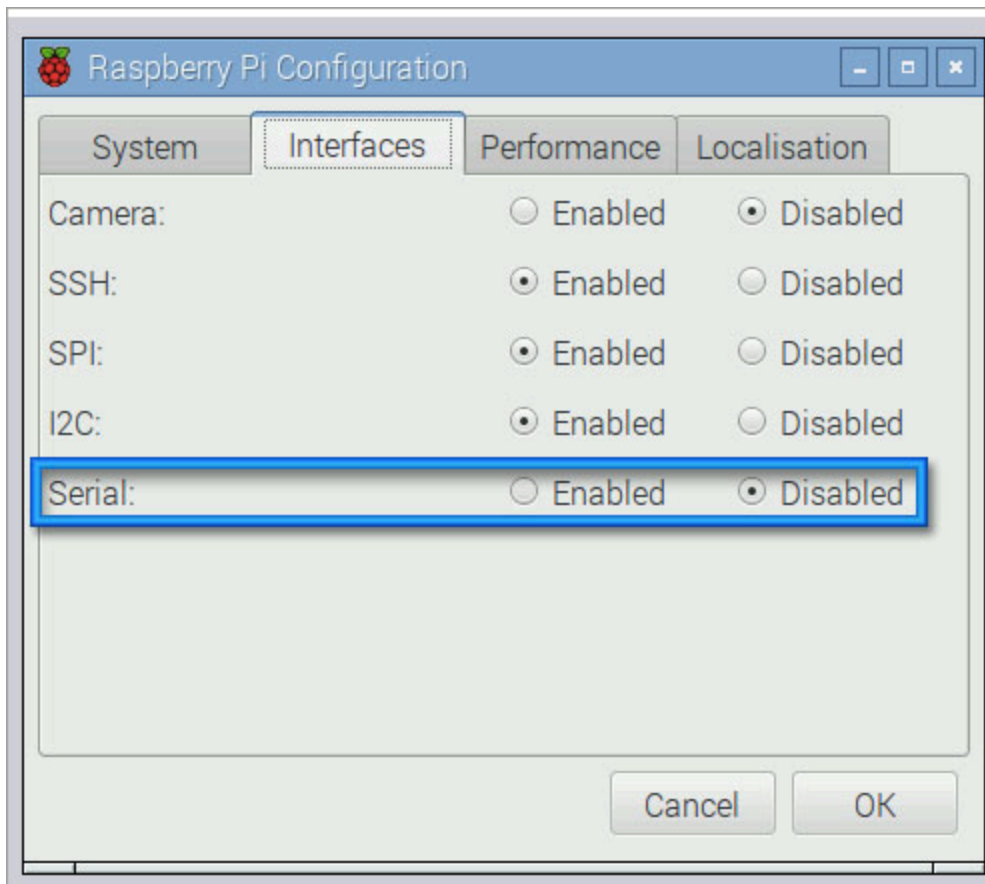 Raspberry Pi Configuration
System Interfaces Performance Localisation
Camera: Enabled Disabled
SSH: Enabled Disabled
SPI: Enabled Disabled
I2C: Enabled Disabled
Serial: Enabled Disabled
Cancel OK